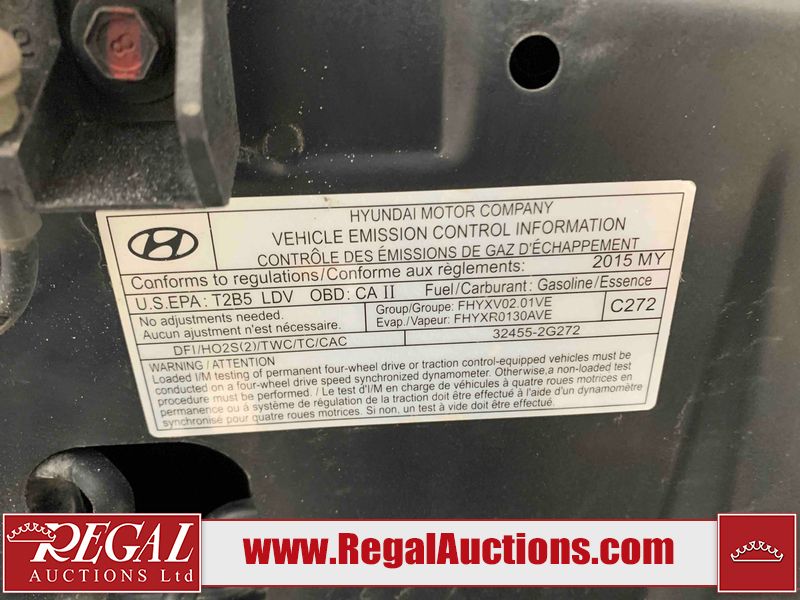 8
HYUNDAI MOTOR COMPANY
VEHICLE EMISSION CONTROL INFORMATION
CONTRÔLE DES ÉMISSIONS DE GAZ D'ÉCHAPPEMENT
Conforms to regulations/Conforme aux règlements: 2015 MY
U.S.EPA: T2B5 LDV OBD: CA II Fuel/Carburant: Gasoline/Essence
No adjustments needed.
Aucun ajustment n'est nécessaire.
Group/Groupe: FHYXV02.01VE
Evap./Vapeur: FHYXR0130AVE
C272
DFI/HO2S(2)/TWC/TC/CAC 32455-2G272
WARNING / ATTENTION
Loaded I/M testing of permanent four-wheel drive or traction control-equipped vehicles must be
conducted on a four-wheel drive speed synchronized dynamometer. Otherwise,a non-loaded test
procedure must be performed. / Le test d'I/M en charge de véhicules à quatre roues motrices en
permanence ou à système de régulation de la traction doit être effectué à l'aide d'un dynamomètre
synchronisé pour quatre roues motrices. Si non, un test à vide doit être effectué.
REGAL
AUCTIONS Ltd
www.RegalAuctions.com